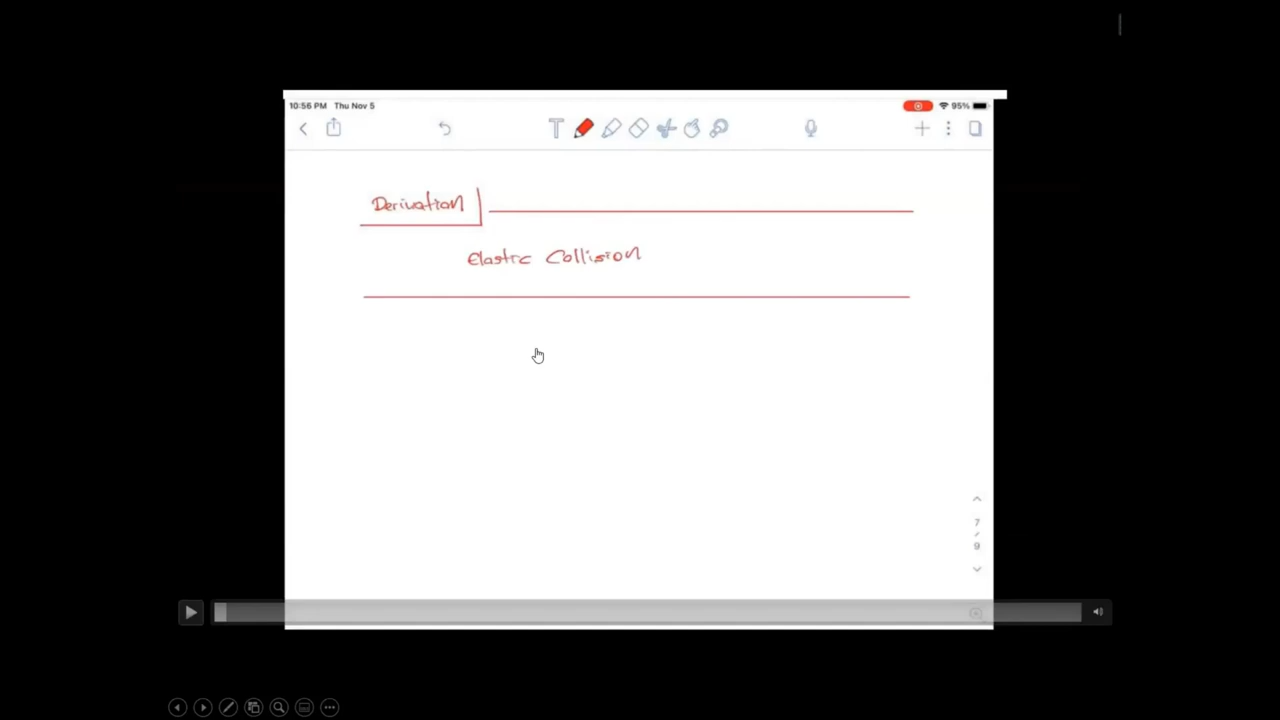 10:56 PM Thu Nov 5
95%
T
Derivation
Elastic Collision
7
/
9